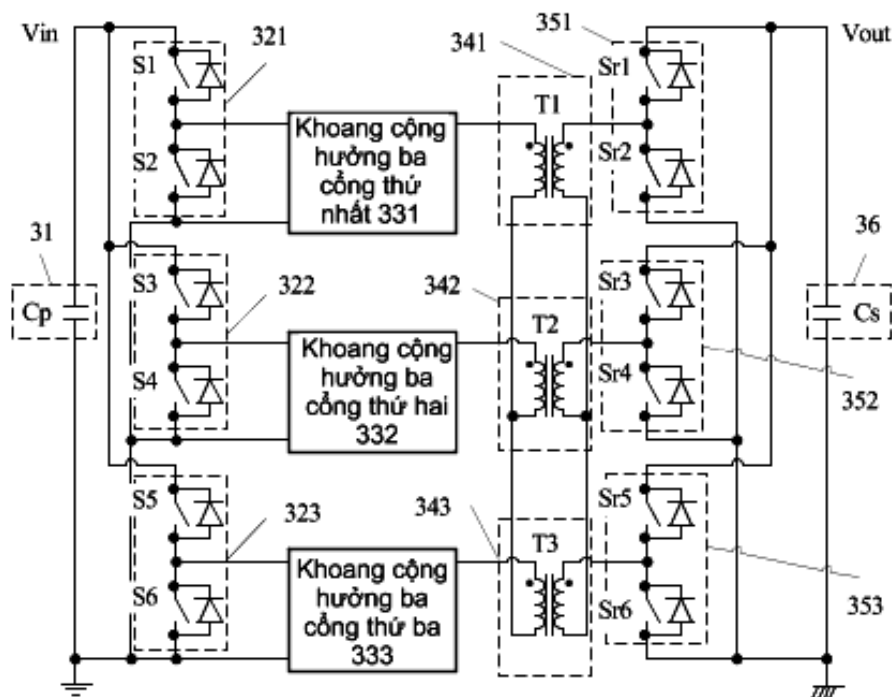 Vin
S1
321
341
351
Sr1
Vout
T1
Khoang cộng
hưởng ba
cổng thứ
nhất 331
S2
Sr2
31
S3
322
342
Sr3
36
Cp
T2
Cs
Khoang cộng
hưởng ba
cổng thứ hai
332
S4
Sr4
352
S5
323
343
T3
Sr5
Khoang cộng
hưởng ba
cổng thứ ba
333
S6
Sr6
353